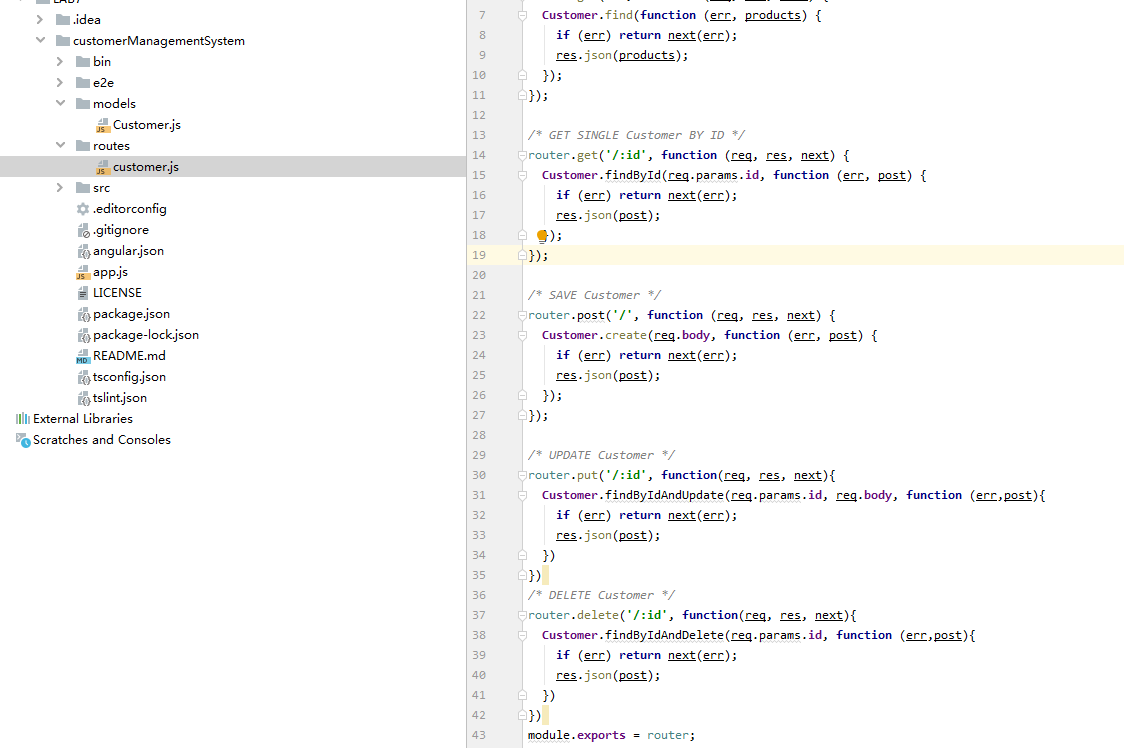 .idea
customerManagementSystem
bin
e2e
models
Customer.js
routes
customer.js
src
.editorconfig
.gitignore
angular.json
app.js
LICENSE
package.json
package-lock.json
README.md
tsconfig.json
tslint.json
External Libraries
Scratches and Consoles
7 Customer.find(function (err, products) {
8 if (err) return next(err);
9 res.json(products);
10 });
11 });
12
13 /* GET SINGLE Customer BY ID */
14 router.get('/:id', function (req, res, next) {
15 Customer.findById(req.params.id, function (err, post) {
16 if (err) return next(err);
17 res.json(post);
18 });
19 });
20
21 /* SAVE Customer */
22 router.post('/', function (req, res, next) {
23 Customer.create(req.body, function (err, post) {
24 if (err) return next(err);
25 res.json(post);
26 });
27 });
28
29 /* UPDATE Customer */
30 router.put('/:id', function(req, res, next){
31 Customer.findByIdAndUpdate(req.params.id, req.body, function (err,post){
32 if (err) return next(err);
33 res.json(post);
34 })
35 })
36 /* DELETE Customer */
37 router.delete('/:id', function(req, res, next){
38 Customer.findByIdAndDelete(req.params.id, function (err,post){
39 if (err) return next(err);
40 res.json(post);
41 })
42 })
43 module.exports = router;